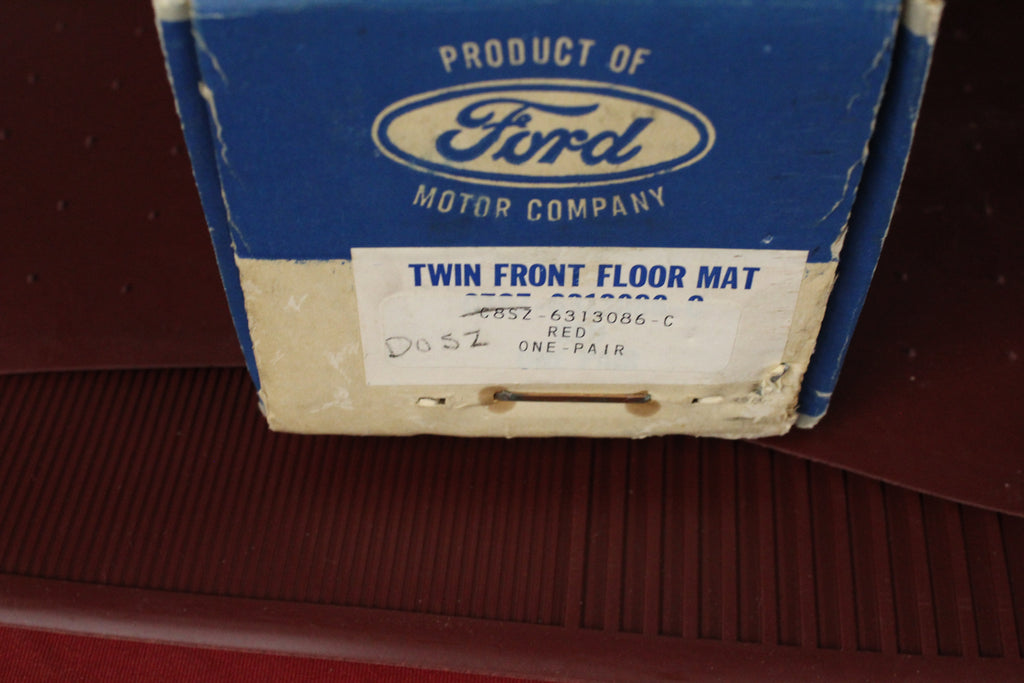 PRODUCT OF
Ford
MOTOR COMPANY
TWIN FRONT FLOOR MAT
C8SZ-6313086-C
RED
DOSZ
ONE-PAIR